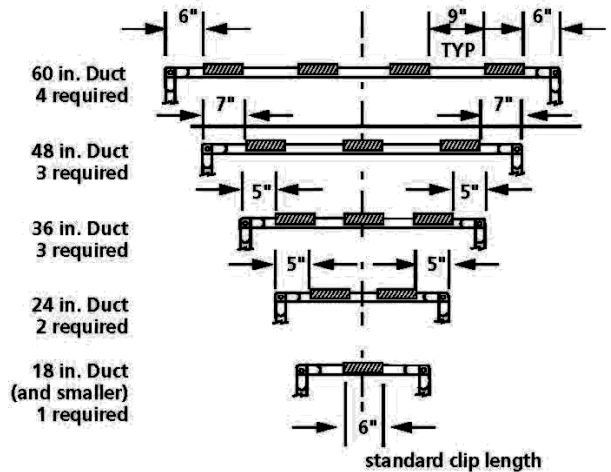 6" 9" 6"
TYP
60 in. Duct
4 required
7" 7"
48 in. Duct
3 required
5" 5"
36 in. Duct
3 required
5" 5"
24 in. Duct
2 required
18 in. Duct
(and smaller)
1 required
6"
standard clip length